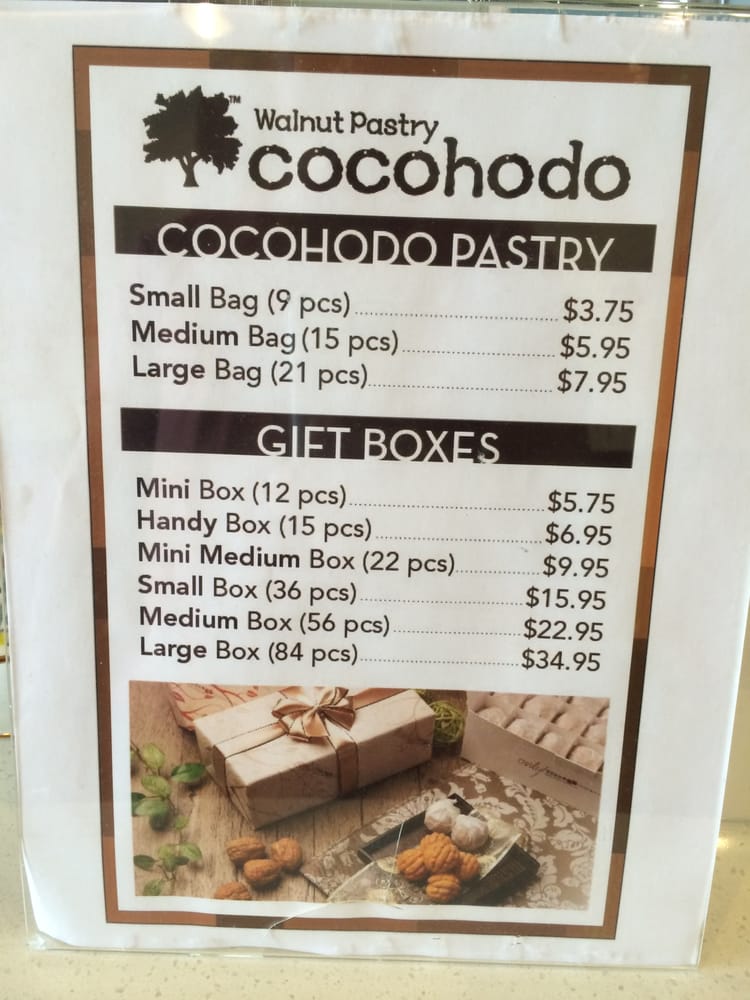 Walnut Pastry™
cocohodo
COCOHODO PASTRY
Small Bag (9 pcs) $3.75
Medium Bag (15 pcs) $5.95
Large Bag (21 pcs) $7.95
GIFT BOXES
Mini Box (12 pcs) $5.75
Handy Box (15 pcs) $6.95
Mini Medium Box (22 pcs) $9.95
Small Box (36 pcs) $15.95
Medium Box (56 pcs) $22.95
Large Box (84 pcs) $34.95